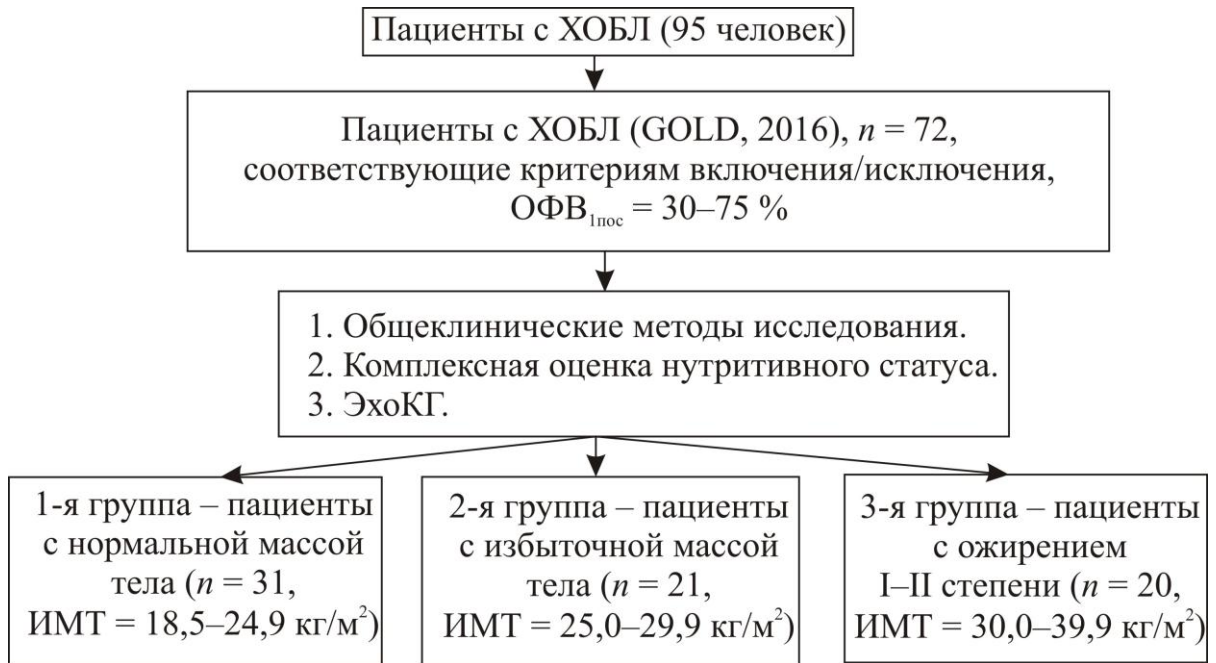 Пациенты с ХОБЛ (95 человек)
Пациенты с ХОБЛ (GOLD, 2016), n = 72,
соответствующие критериям включения/исключения,
ОФВ1пос = 30–75 %
1. Общеклинические методы исследования.
2. Комплексная оценка нутритивного статуса.
3. ЭхоКГ.
1-я группа – пациенты
с нормальной массой
тела (n = 31,
ИМТ = 18,5–24,9 кг/м²)
2-я группа – пациенты
с избыточной массой
тела (n = 21,
ИМТ = 25,0–29,9 кг/м²)
3-я группа – пациенты
с ожирением
I–II степени (n = 20,
ИМТ = 30,0–39,9 кг/м²)